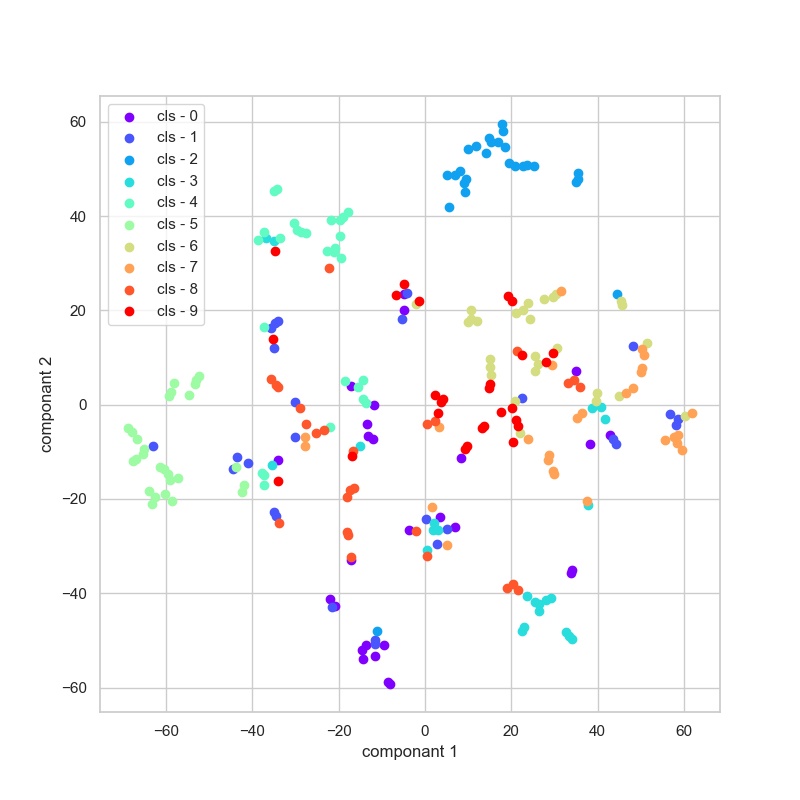 cls - 0
cls - 1
cls - 2
cls - 3
cls - 4
cls - 5
cls - 6
cls - 7
cls - 8
cls - 9
60
40
20
0
−20
−40
−60
componant 2
−60 −40 −20 0 20 40 60
componant 1